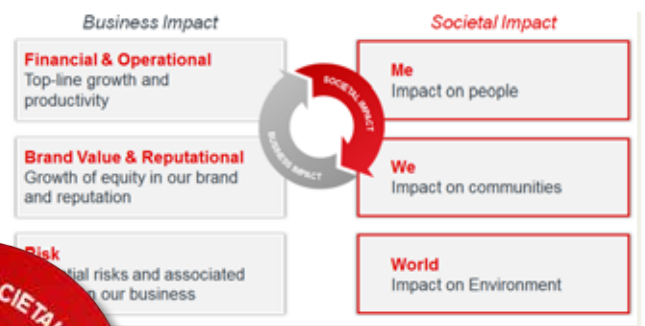 Business Impact
Societal Impact
Financial & Operational
Top-line growth and
productivity
Brand Value & Reputational
Growth of equity in our brand
and reputation
risks and associated
our business
SOCIETAL IMPACT
BUSINESS IMPACT
Me
Impact on people
We
Impact on communities
World
Impact on Environment